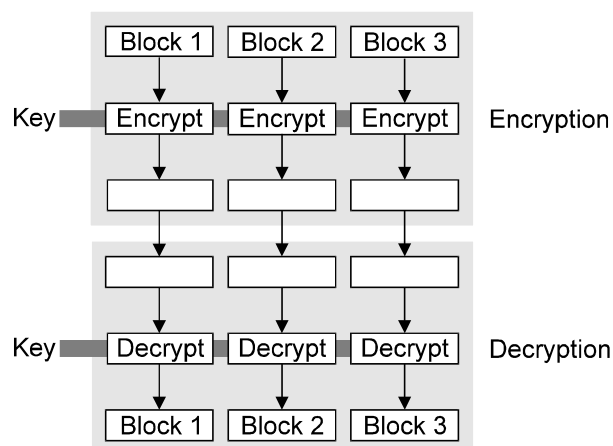 Block 1 Block 2 Block 3
Key Encrypt Encrypt Encrypt Encryption
Key Decrypt Decrypt Decrypt Decryption
Block 1 Block 2 Block 3